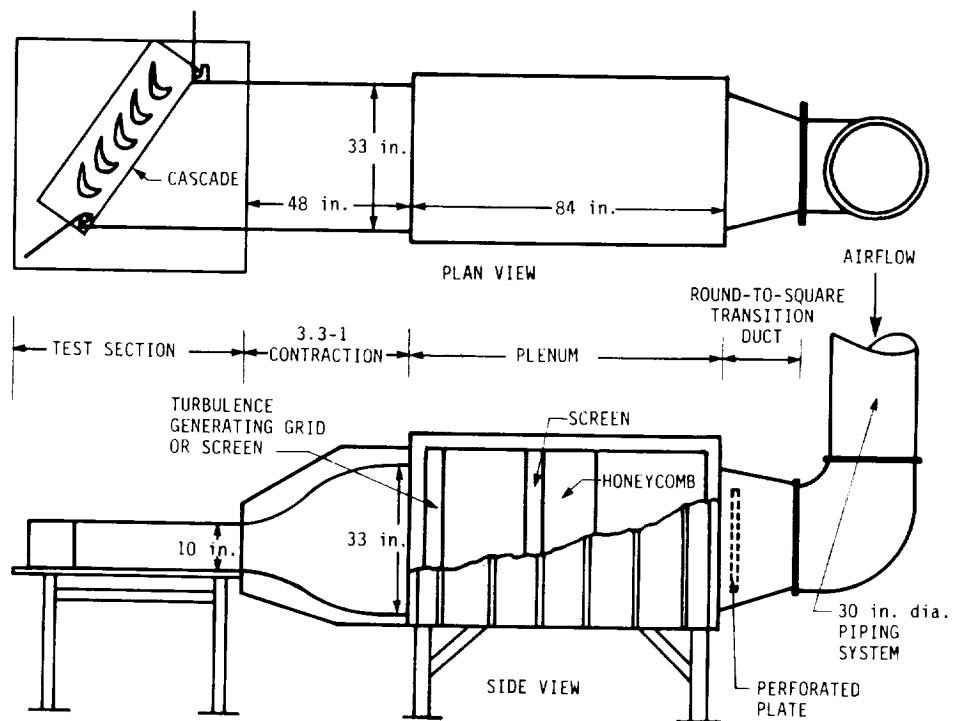 33 in.
CASCADE
48 in.
84 in.
PLAN VIEW
AIRFLOW
ROUND-TO-SQUARE
TRANSITION
DUCT
TEST SECTION
3.3-1
CONTRACTION
PLENUM
TURBULENCE
GENERATING GRID
OR SCREEN
SCREEN
HONEYCOMB
10 in.
33 in.
30 in. dia.
PIPING
SYSTEM
SIDE VIEW
PERFORATED
PLATE